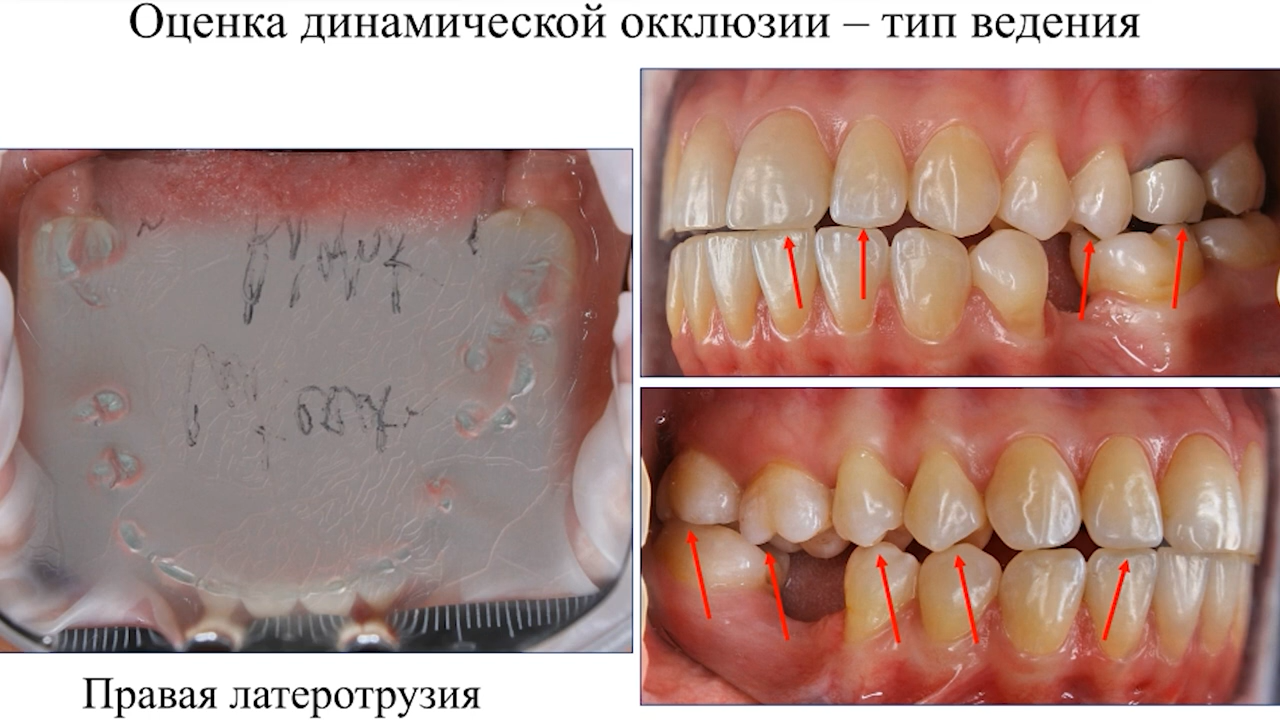 Оценка динамической окклюзии – тип ведения
Правая латеротрузия